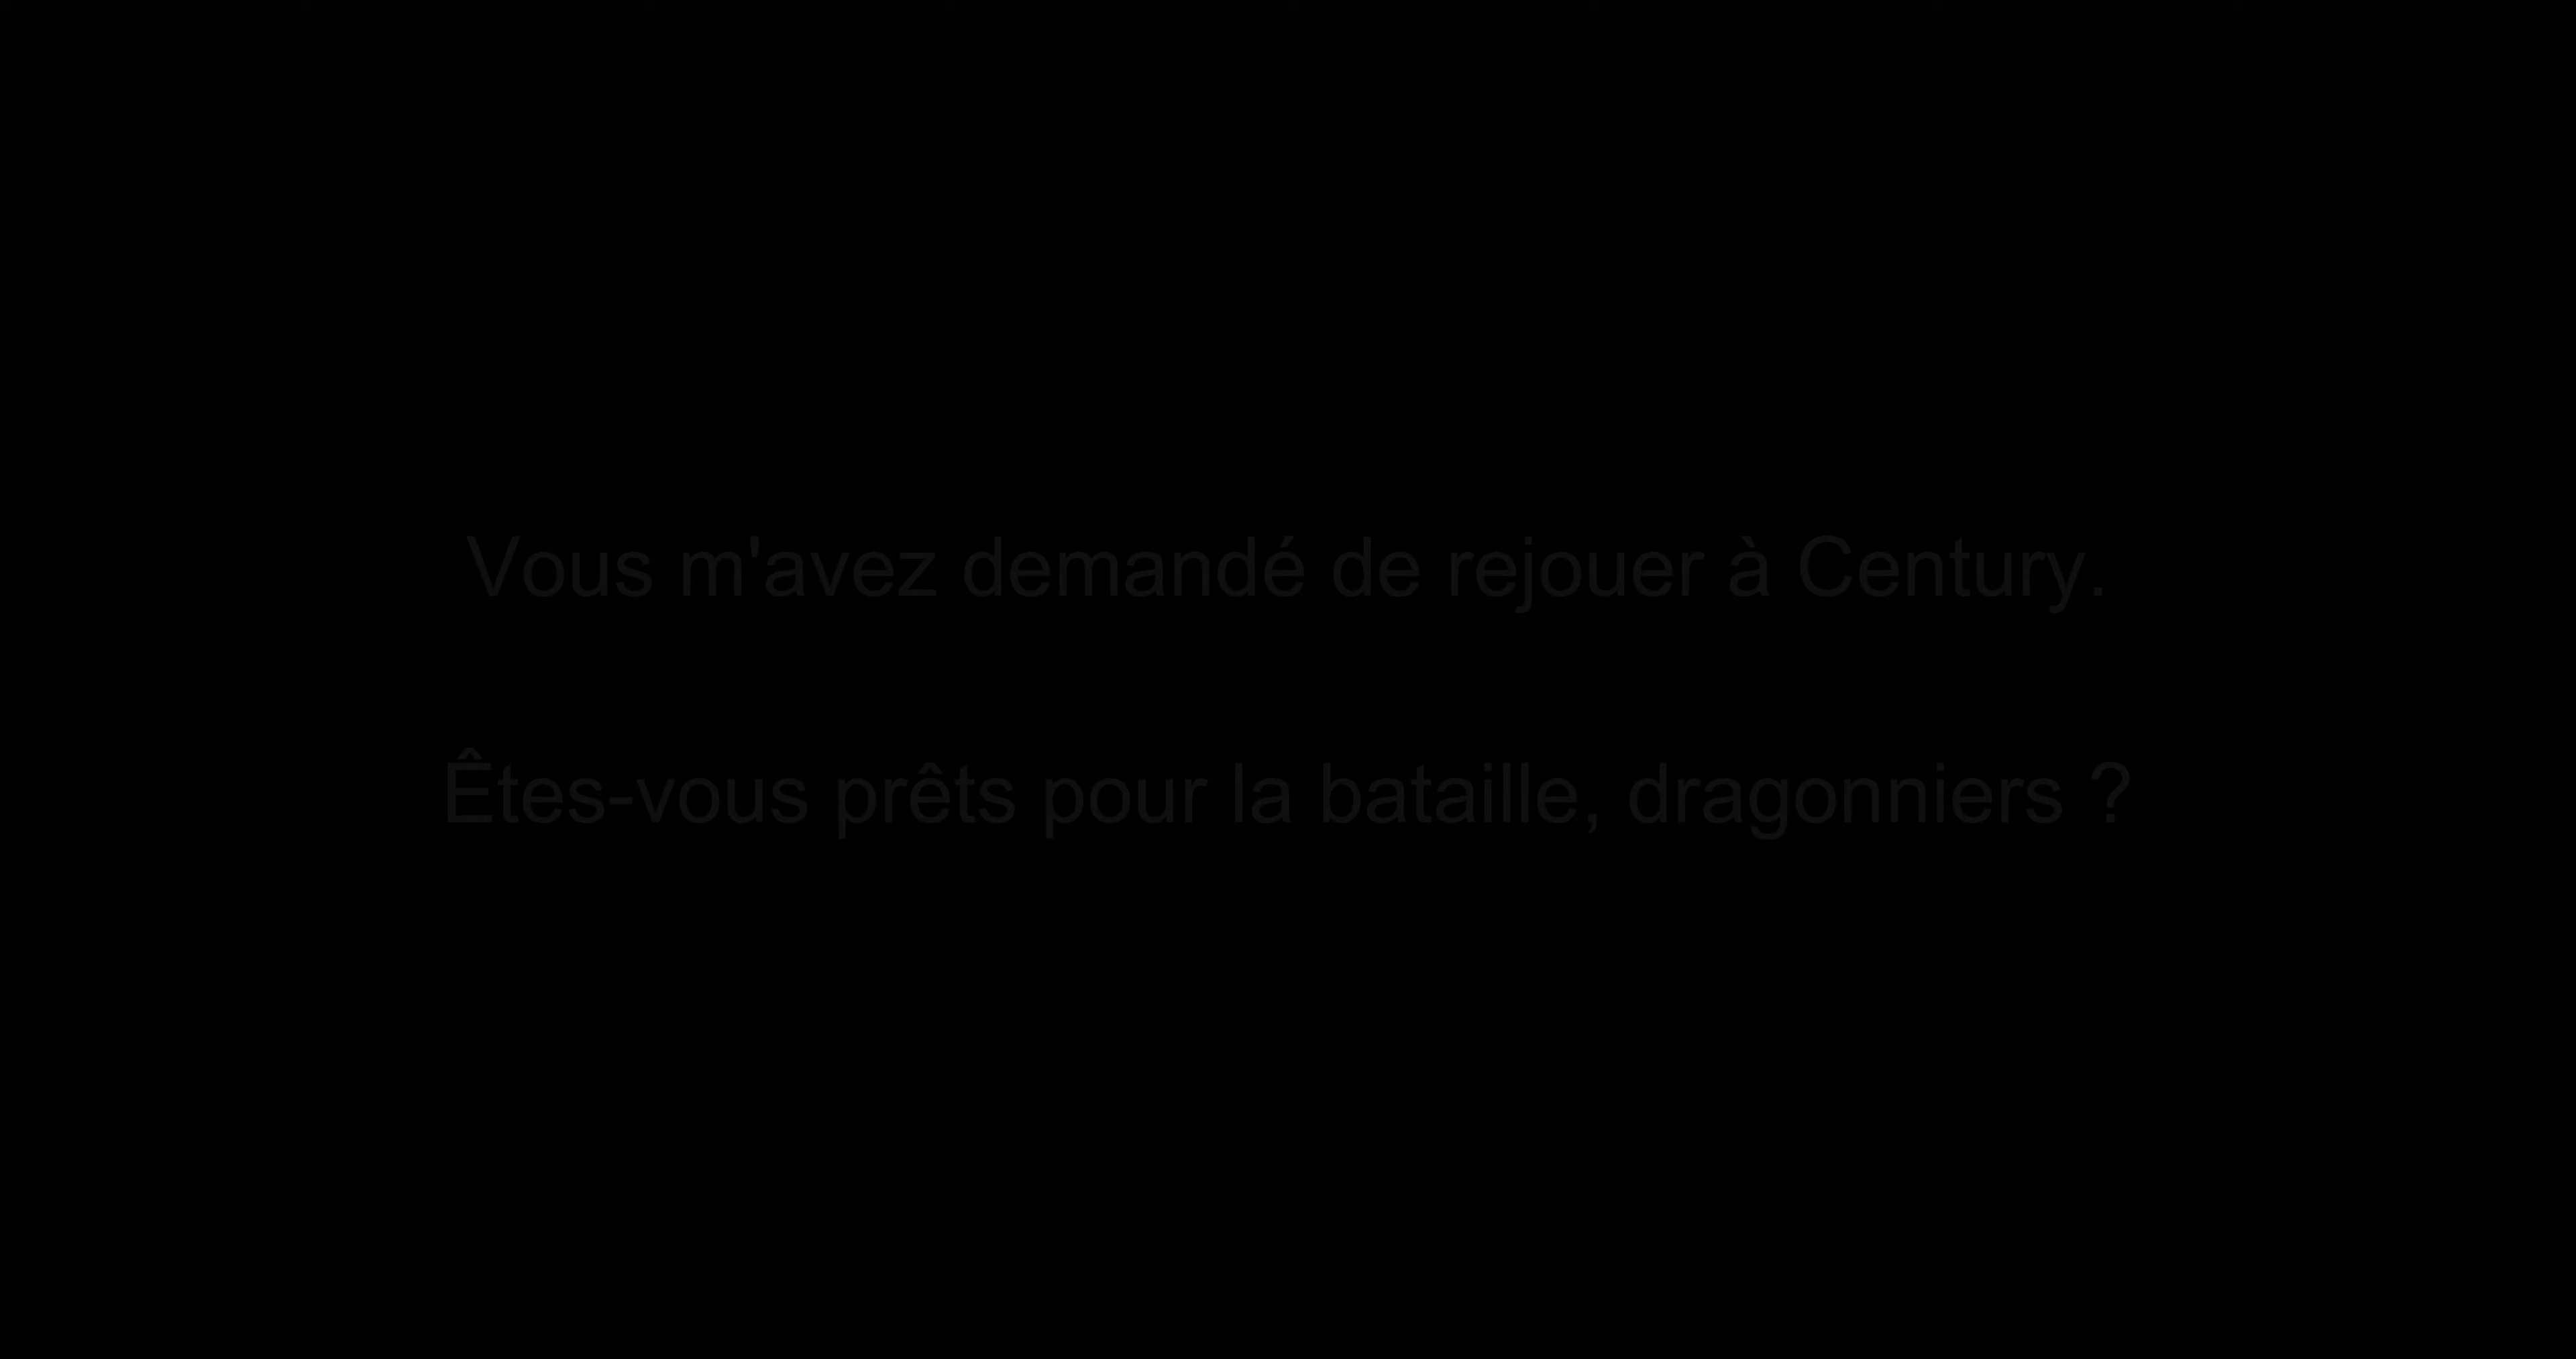 Vous m'avez demandé de rejouer à Century.
Êtes-vous prêts pour la bataille, dragonniers ?